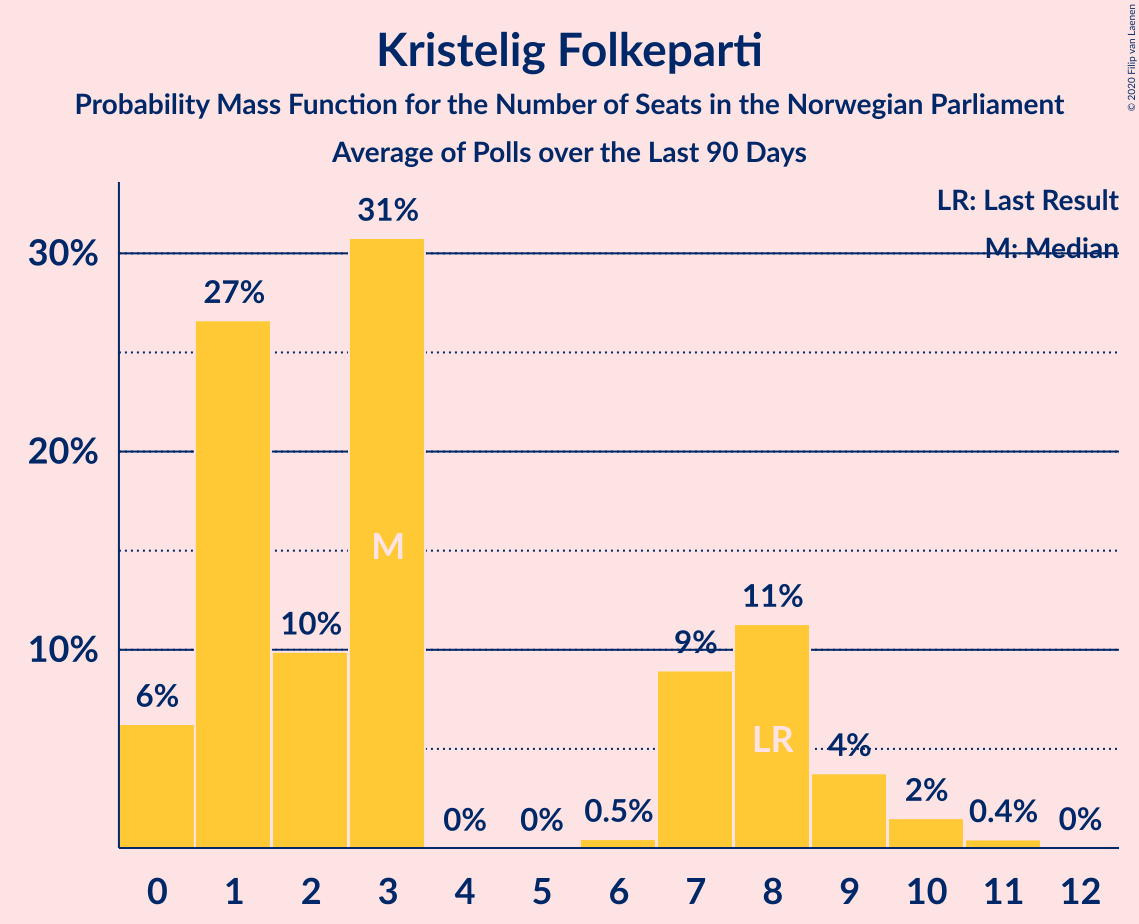 Kristelig Folkeparti
Probability Mass Function for the Number of Seats in the Norwegian Parliament
Average of Polls over the Last 90 Days
© 2020 Filip van Laenen
LR: Last Result
M: Median
30%
20%
10%
6%
27%
10%
31%
0%
0%
0.5%
9%
11%
4%
2%
0.4%
0%
M
LR
0 1 2 3 4 5 6 7 8 9 10 11 12